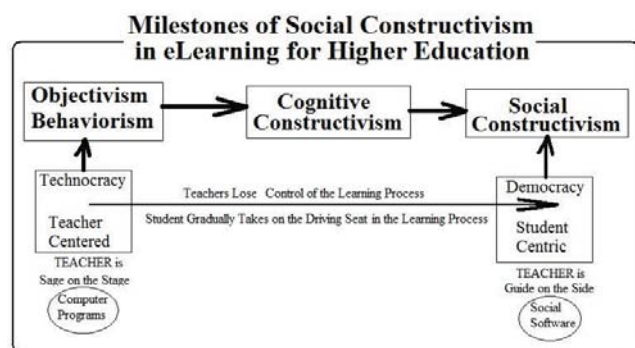 Milestones of Social Constructivism
in eLearning for Higher Education
Objectivism
Behaviorism
Cognitive
Constructivism
Social
Constructivism
Technocracy
Teacher
Centered
Teachers Lose Control of the Learning Process
Student Gradually Takes on the Driving Seat in the Learning Process
Democracy
Student
Centric
TEACHER is
Sage on the Stage
Computer
Programs
TEACHER is
Guide on the Side
Social
Software